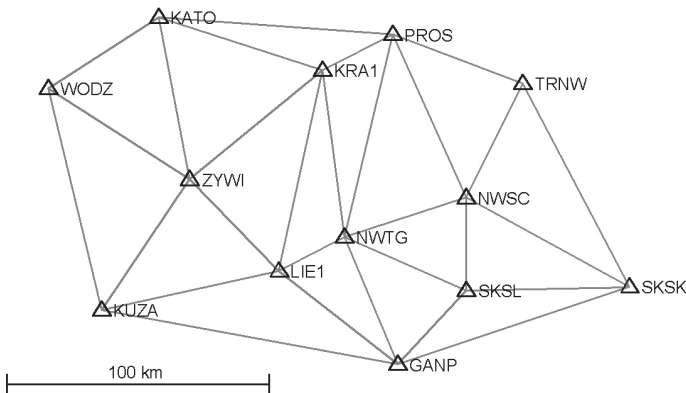 KATO
PROS
KRA1
TRNW
WODZ
ZYWI
NWSC
NWTG
LIE1
SKSL
SKSK
KUZA
GANP
100 km